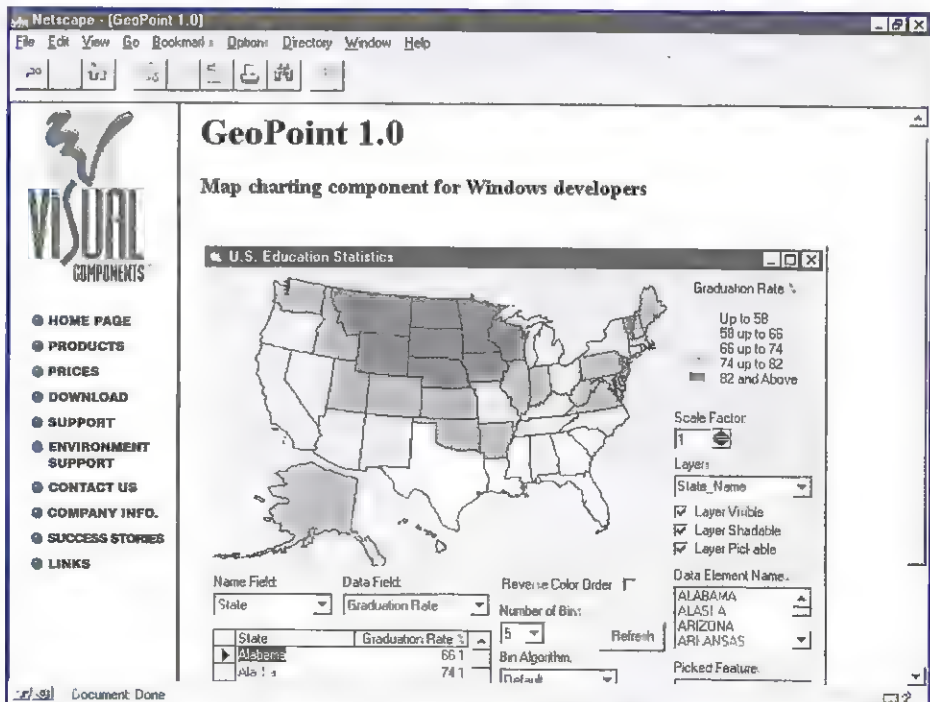 Netscape - [GeoPoint 1.0]
File Edit View Go Bookmarks Options Directory Window Help
GeoPoint 1.0
Map charting component for Windows developers
VISUAL
COMPONENTS
HOME PAGE
PRODUCTS
PRICES
DOWNLOAD
SUPPORT
ENVIRONMENT
SUPPORT
CONTACT US
COMPANY INFO.
SUCCESS STORIES
LINKS
U.S. Education Statistics
Graduation Rate %
Up to 58
58 up to 66
66 up to 74
74 up to 82
82 and Above
Scale Factor:
1
Layer:
State_Name
Layer Visible
Layer Shadable
Layer Pickable
Name Field:
State
Data Field:
Graduation Rate
Reverse Color Order
Number of Bins:
5
Refresh
Bin Algorithm:
Default
Data Element Name:
ALABAMA
ALASKA
ARIZONA
ARKANSAS
Picked Feature:
State Graduation Rate %
Alabama 66.1
Alaska 74.1
Document: Done